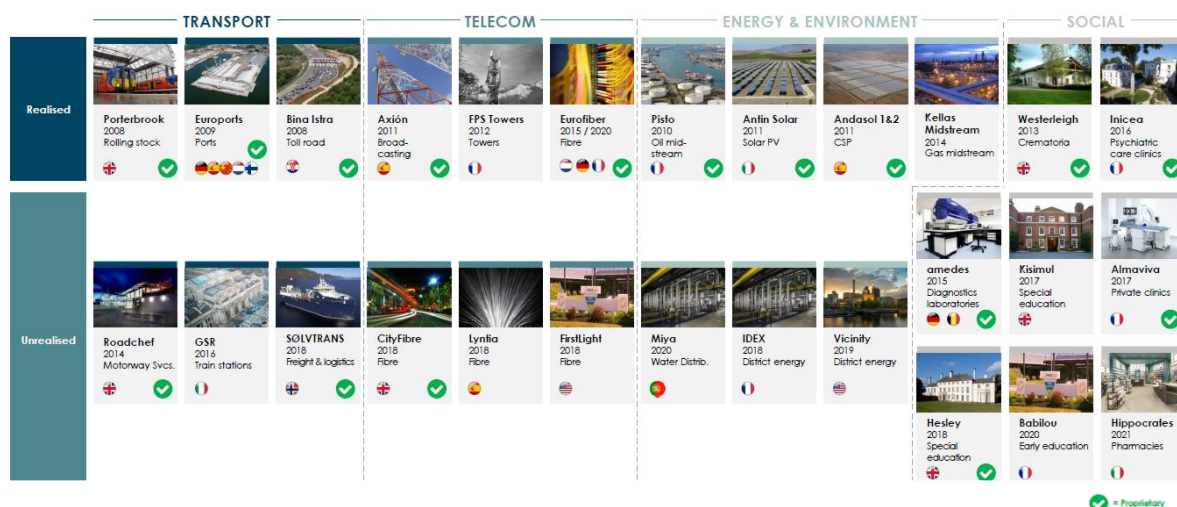 TRANSPORT
TELECOM
ENERGY & ENVIRONMENT
SOCIAL
Realised
Porterbrook
2008
Rolling stock
Euroports
2009
Ports
Bina Istra
2008
Toll road
Axión
2011
Broad-
casting
FPS Towers
2012
Towers
Eurofiber
2015 / 2020
Fibre
Pisto
2010
Oil mid-
stream
Antin Solar
2011
Solar PV
Andasol 1&2
2011
CSP
Kellas
Midstream
2014
Gas midstream
Westerleigh
2013
Crematoria
Inicea
2016
Psychiatric
care clinics
Unrealised
Roadchef
2014
Motorway Svcs.
GSR
2016
Train stations
SØLVTRANS
2018
Freight & logistics
CityFibre
2018
Fibre
Lyntia
2018
Fibre
FirstLight
2018
Fibre
Miya
2020
Water Distrib.
IDEX
2018
District energy
Vicinity
2019
District energy
amedes
2015
Diagnostics
laboratories
Kisimul
2017
Special
education
Almaviva
2017
Private clinics
Hesley
2018
Special
education
Babilou
2020
Early education
Hippocrates
2021
Pharmacies
= Proprietary